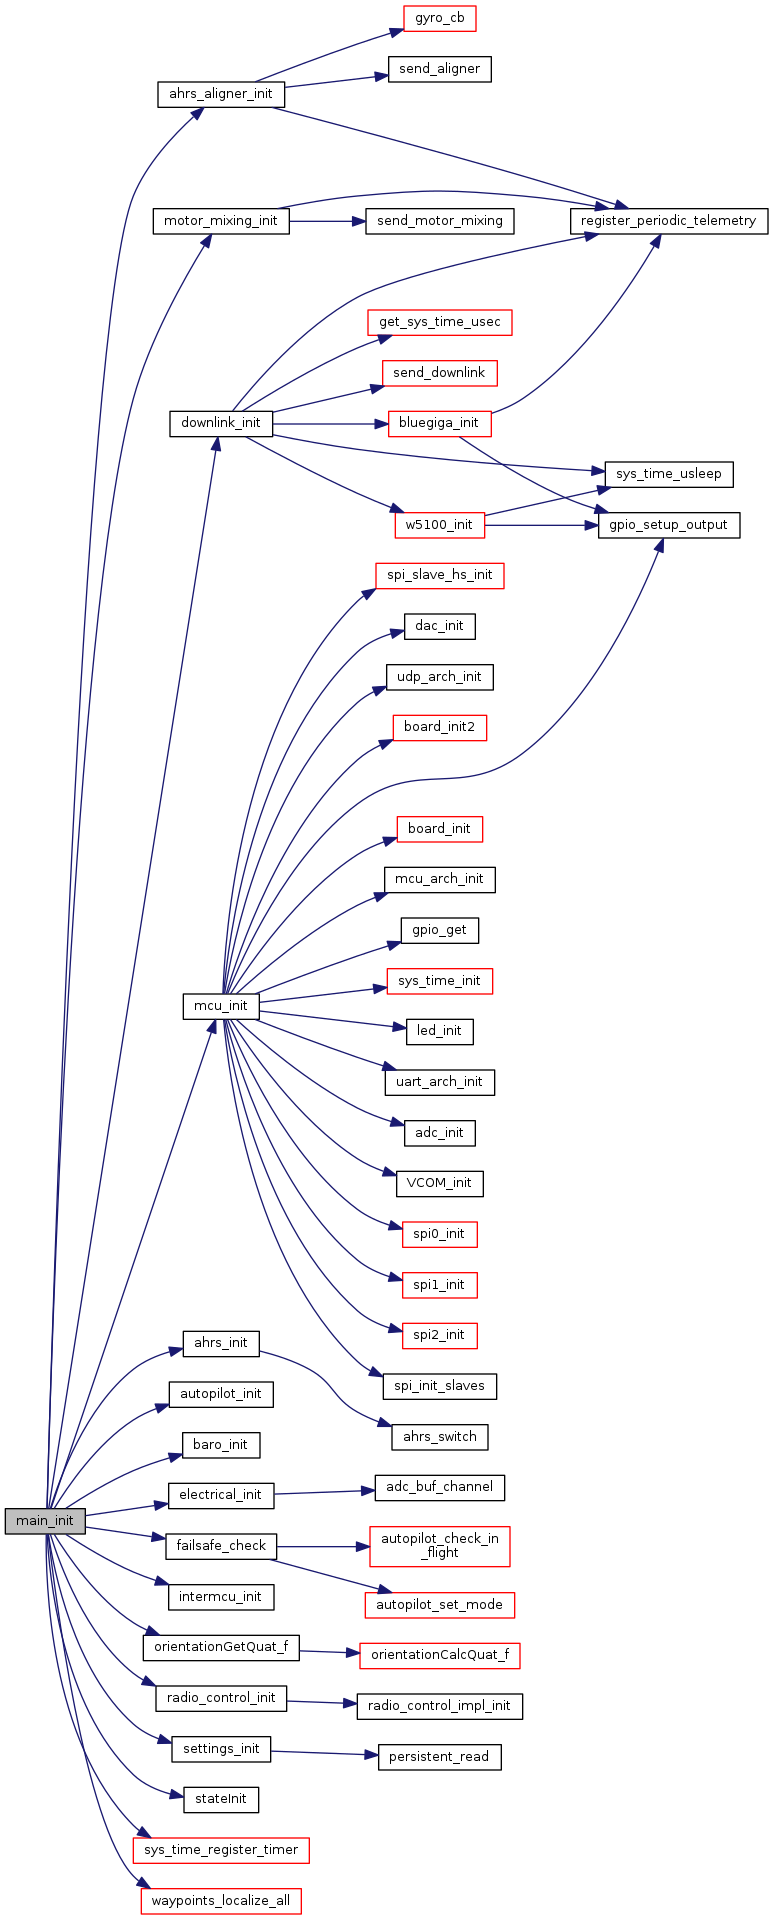 gyro_cb
send_aligner
ahrs_aligner_init
motor_mixing_init
send_motor_mixing
register_periodic_telemetry
get_sys_time_usec
send_downlink
downlink_init
bluegiga_init
sys_time_usleep
w5100_init
gpio_setup_output
spi_slave_hs_init
dac_init
udp_arch_init
board_init2
board_init
mcu_arch_init
gpio_get
sys_time_init
mcu_init
led_init
uart_arch_init
adc_init
VCOM_init
spi0_init
spi1_init
spi2_init
ahrs_init
spi_init_slaves
autopilot_init
ahrs_switch
baro_init
electrical_init
adc_buf_channel
main_init
failsafe_check
autopilot_check_in
_flight
intermcu_init
autopilot_set_mode
orientationGetQuat_f
orientationCalcQuat_f
radio_control_init
radio_control_impl_init
settings_init
persistent_read
stateInit
sys_time_register_timer
waypoints_localize_all